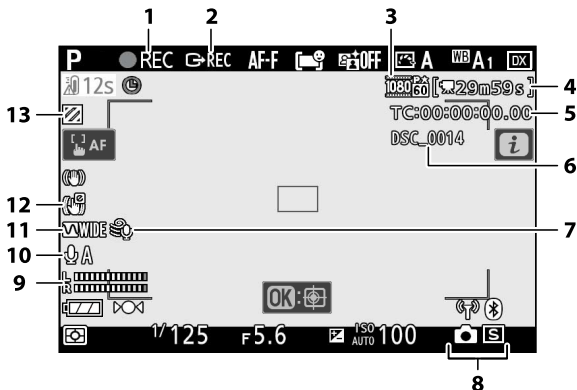 1 2 3
P REC REC AF-F OFF A WB A1 DX
12s 1080 PA 60 [29m59s] 4
13 TC:00:00:00.00 5
AF DSC_0014 i
6
12
11 WIDE 7
10 A
9 L R
OK
1/125 F5.6 ISO AUTO 100 S
8